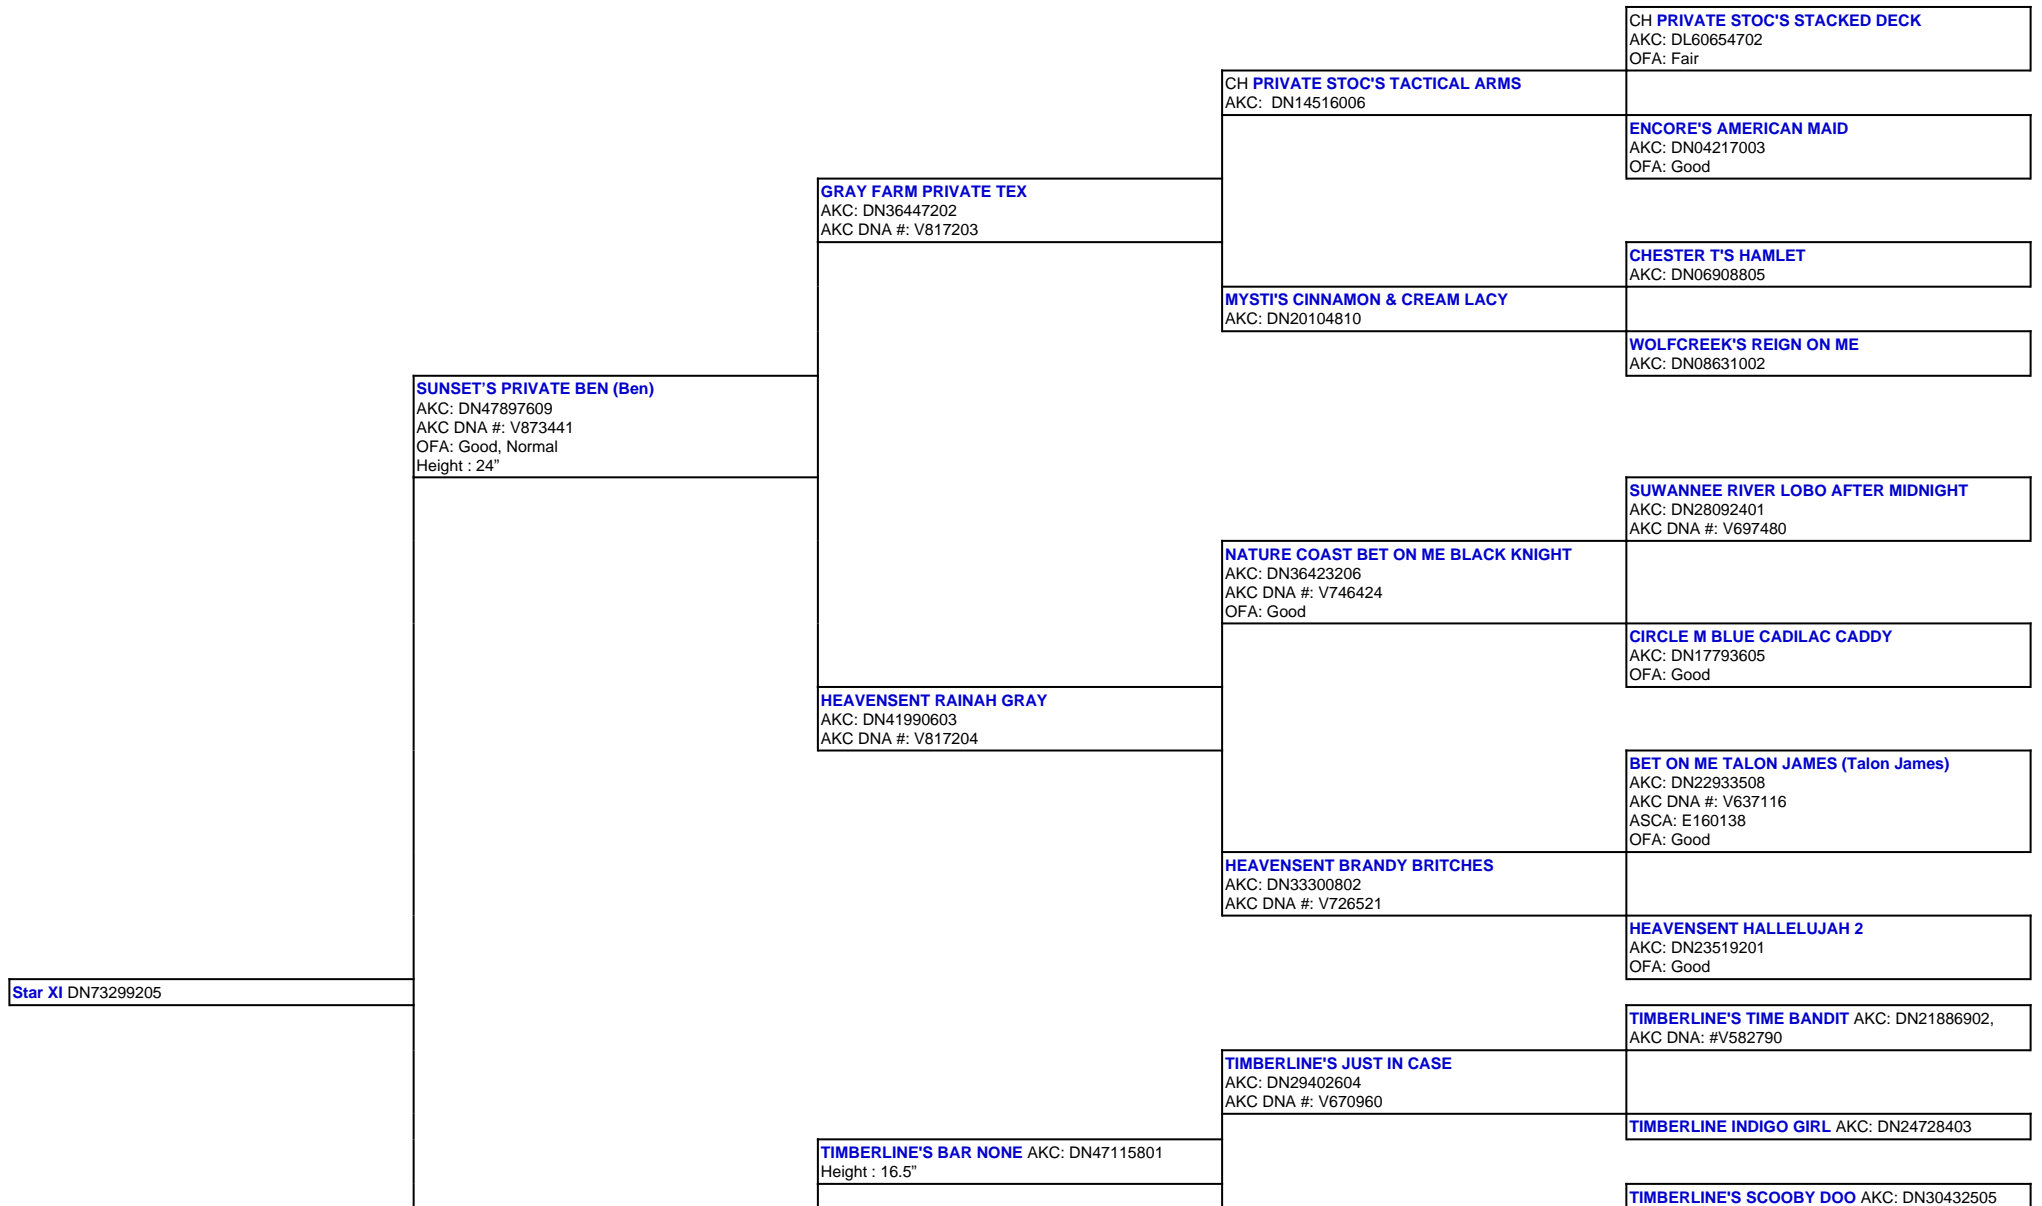 CH PRIVATE STOC'S STACKED DECK
AKC: DL60654702
OFA: Fair
CH PRIVATE STOC'S TACTICAL ARMS
AKC:  DN14516006
ENCORE'S AMERICAN MAID
AKC: DN04217003
OFA: Good
GRAY FARM PRIVATE TEX
AKC: DN36447202
AKC DNA #: V817203
CHESTER T'S HAMLET
AKC: DN06908805
MYSTI'S CINNAMON & CREAM LACY
AKC: DN20104810
WOLFCREEK'S REIGN ON ME
AKC: DN08631002
SUNSET’S PRIVATE BEN (Ben)
AKC: DN47897609
AKC DNA #: V873441
OFA: Good, Normal
Height : 24”
SUWANNEE RIVER LOBO AFTER MIDNIGHT
AKC: DN28092401
AKC DNA #: V697480
NATURE COAST BET ON ME BLACK KNIGHT
AKC: DN36423206
AKC DNA #: V746424
OFA: Good
CIRCLE M BLUE CADILAC CADDY
AKC: DN17793605
OFA: Good
HEAVENSENT RAINAH GRAY
AKC: DN41990603
AKC DNA #: V817204
BET ON ME TALON JAMES (Talon James)
AKC: DN22933508
AKC DNA #: V637116
ASCA: E160138
OFA: Good
HEAVENSENT BRANDY BRITCHES
AKC: DN33300802
AKC DNA #: V726521
HEAVENSENT HALLELUJAH 2
AKC: DN23519201
OFA: Good
Star XI DN73299205
TIMBERLINE'S TIME BANDIT AKC: DN21886902,
AKC DNA: #V582790
TIMBERLINE'S JUST IN CASE
AKC: DN29402604
AKC DNA #: V670960
TIMBERLINE INDIGO GIRL AKC: DN24728403
TIMBERLINE'S BAR NONE AKC: DN47115801
Height : 16.5”
TIMBERLINE'S SCOOBY DOO AKC: DN30432505